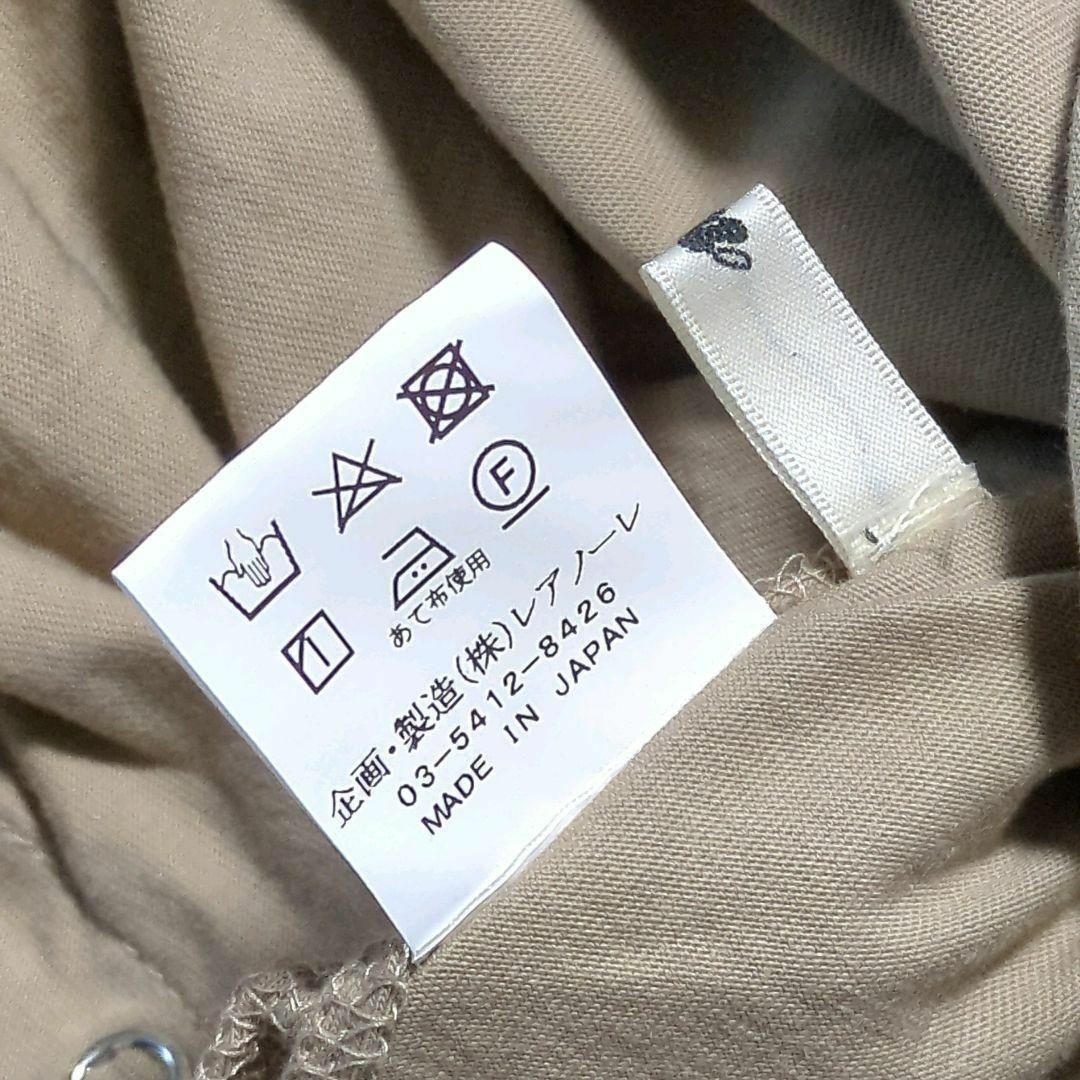 F
あて布使用
企画・製造(株)レアノーレ
03-5412-8426
MADE IN JAPAN